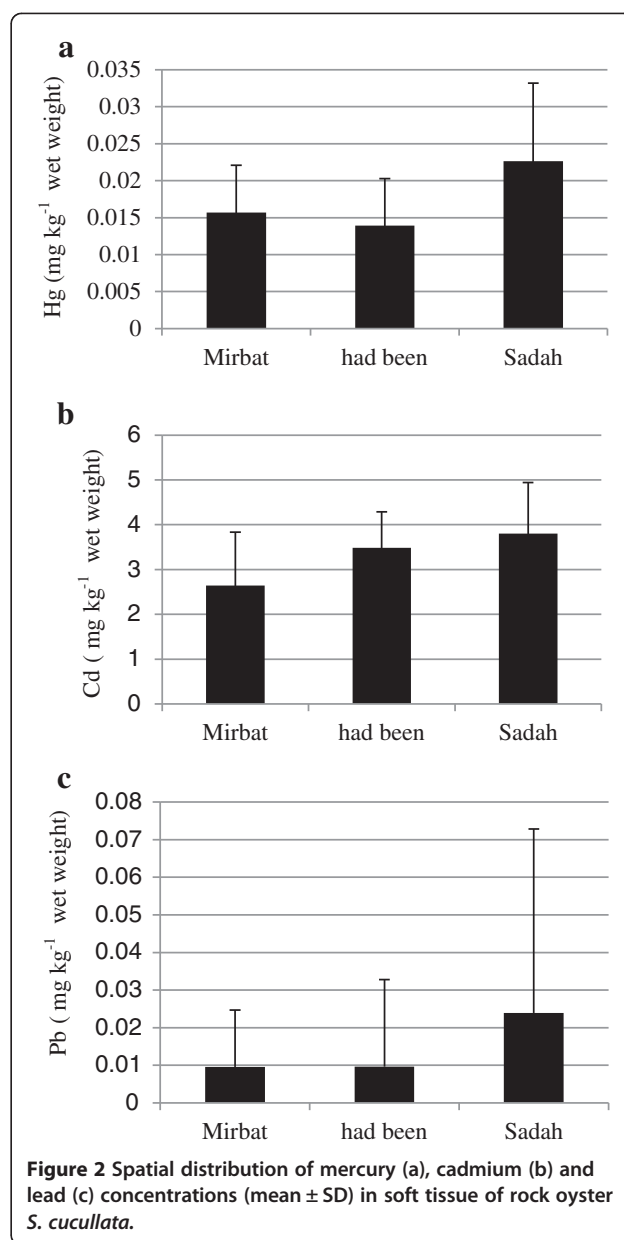 a
Hg (mg kg-1 wet weight)
0.035
0.03
0.025
0.02
0.015
0.01
0.005
0
Mirbat had been Sadah
b
Cd ( mg kg-1 wet weight)
6
5
4
3
2
1
0
Mirbat had been Sadah
c
Pb ( mg kg-1 wet weight)
0.08
0.07
0.06
0.05
0.04
0.03
0.02
0.01
0
Mirbat had been Sadah
Figure 2 Spatial distribution of mercury (a), cadmium (b) and
lead (c) concentrations (mean ± SD) in soft tissue of rock oyster
S. cucullata.